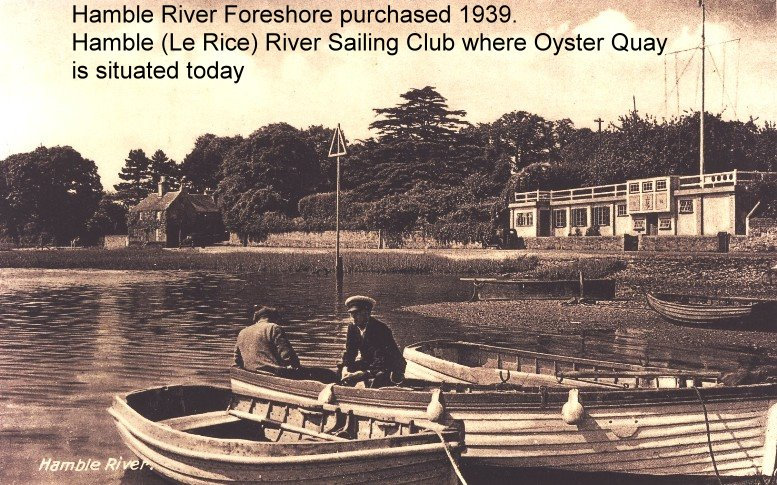 Hamble River Foreshore purchased 1939.
Hamble (Le Rice) River Sailing Club where Oyster Quay
is situated today
Hamble River.